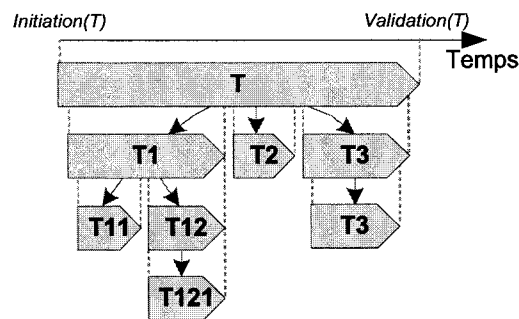 Initiation(T) Validation(T)
Temps
T
T1 T2 T3
T11 T12 T3
T121